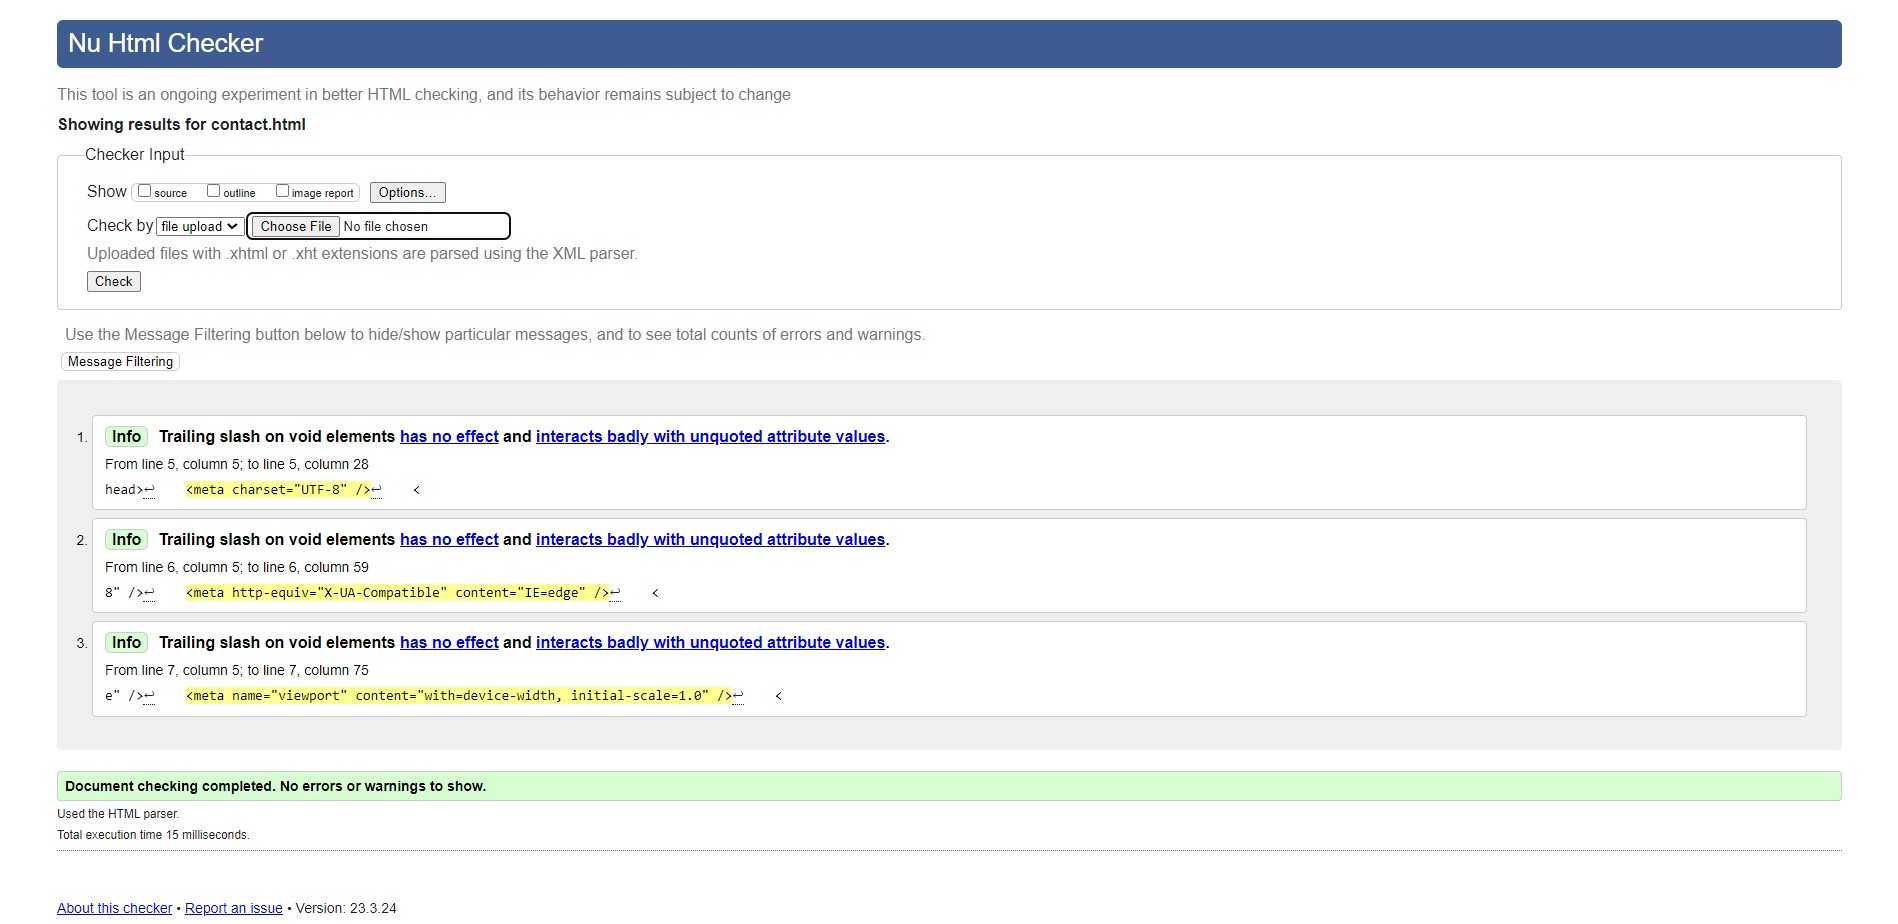 Nu Html Checker
This tool is an ongoing experiment in better HTML checking, and its behavior remains subject to change
Showing results for contact.html
Checker Input
Show source outline image report Options...
Check by file upload Choose File No file chosen
Uploaded files with .xhtml or .xht extensions are parsed using the XML parser.
Check
Use the Message Filtering button below to hide/show particular messages, and to see total counts of errors and warnings.
Message Filtering
1. Info Trailing slash on void elements has no effect and interacts badly with unquoted attribute values.
From line 5, column 5; to line 5, column 28
head>↩ <meta charset="UTF-8" />↩ <
2. Info Trailing slash on void elements has no effect and interacts badly with unquoted attribute values.
From line 6, column 5; to line 6, column 59
8" />↩ <meta http-equiv="X-UA-Compatible" content="IE=edge" />↩ <
3. Info Trailing slash on void elements has no effect and interacts badly with unquoted attribute values.
From line 7, column 5; to line 7, column 75
e" />↩ <meta name="viewport" content="with=device-width, initial-scale=1.0" />↩ <
Document checking completed. No errors or warnings to show.
Used the HTML parser.
Total execution time 15 milliseconds.
About this checker • Report an issue • Version: 23.3.24